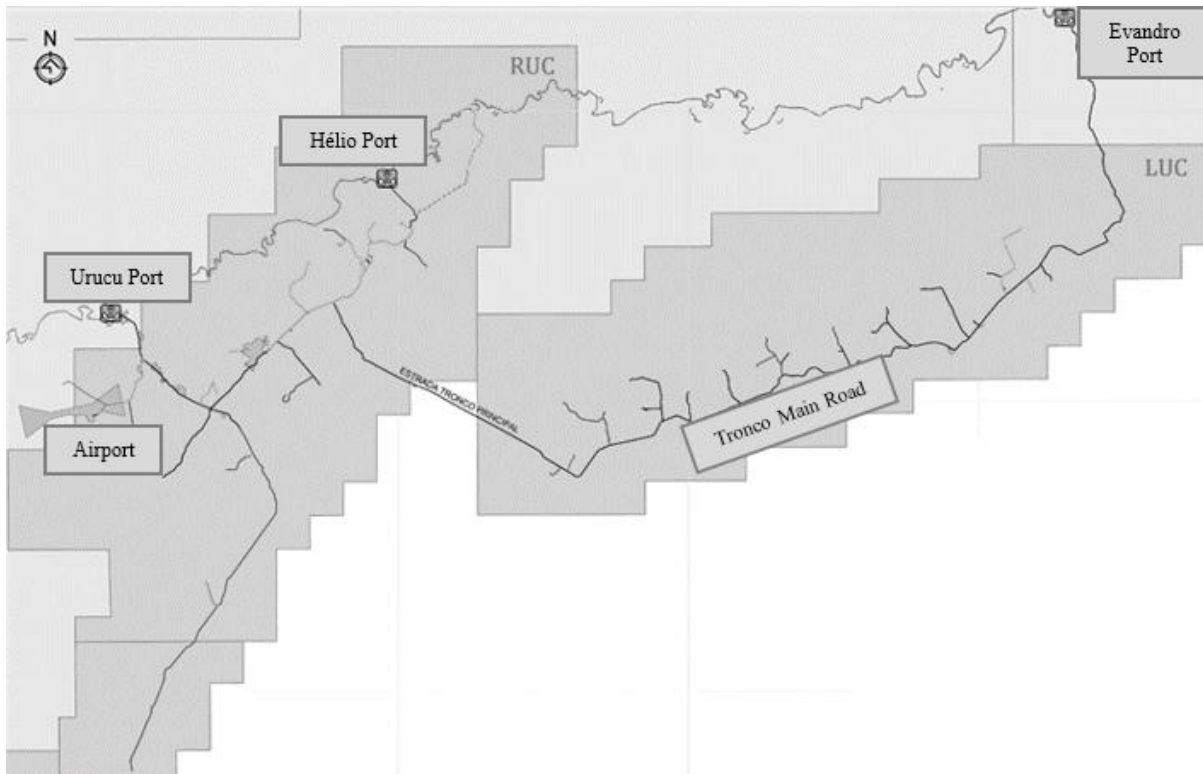 N
RUC
Evandro
Port
Hélio Port
LUC
Urucu Port
ESTRADA TRONCO PRINCIPAL
Tronco Main Road
Airport